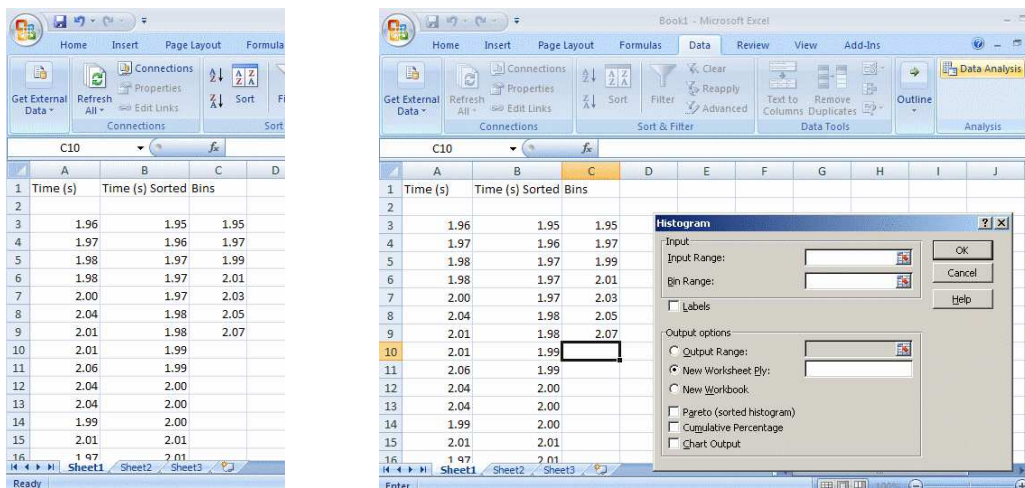 Home Insert Page Layout Formula
Get External Data
Refresh All
Connections
Properties
Edit Links
Sort
Fi
Connections
Sort
C10 fx
A B C D
1 Time (s) Time (s) Sorted Bins
2
3 1.96 1.95 1.95
4 1.97 1.96 1.97
5 1.98 1.97 1.99
6 1.98 1.97 2.01
7 2.00 1.97 2.03
8 2.04 1.98 2.05
9 2.01 1.98 2.07
10 2.01 1.99
11 2.06 1.99
12 2.04 2.00
13 2.04 2.00
14 1.99 2.00
15 2.01 2.01
16 1.97 2.01
Sheet1 Sheet2 Sheet3
Ready
Book1 - Microsoft Excel
Home Insert Page Layout Formulas Data Review View Add-Ins
Get External Data
Refresh All
Connections
Properties
Edit Links
Connections
Sort
Filter
Clear
Reapply
Advanced
Sort & Filter
Text to Columns
Remove Duplicates
Data Tools
Outline
Data Analysis
Analysis
C10 fx
A B C D E F G H I J
1 Time (s) Time (s) Sorted Bins
2
3 1.96 1.95 1.95
4 1.97 1.96 1.97
5 1.98 1.97 1.99
6 1.98 1.97 2.01
7 2.00 1.97 2.03
8 2.04 1.98 2.05
9 2.01 1.98 2.07
10 2.01 1.99
11 2.06 1.99
12 2.04 2.00
13 2.04 2.00
14 1.99 2.00
15 2.01 2.01
16 1.97 2.01
Sheet1 Sheet2 Sheet3
Enter
100%
Histogram
Input
Input Range:
Bin Range:
Labels
Output options
Output Range:
New Worksheet Ply:
New Workbook
Pareto (sorted histogram)
Cumulative Percentage
Chart Output
OK
Cancel
Help